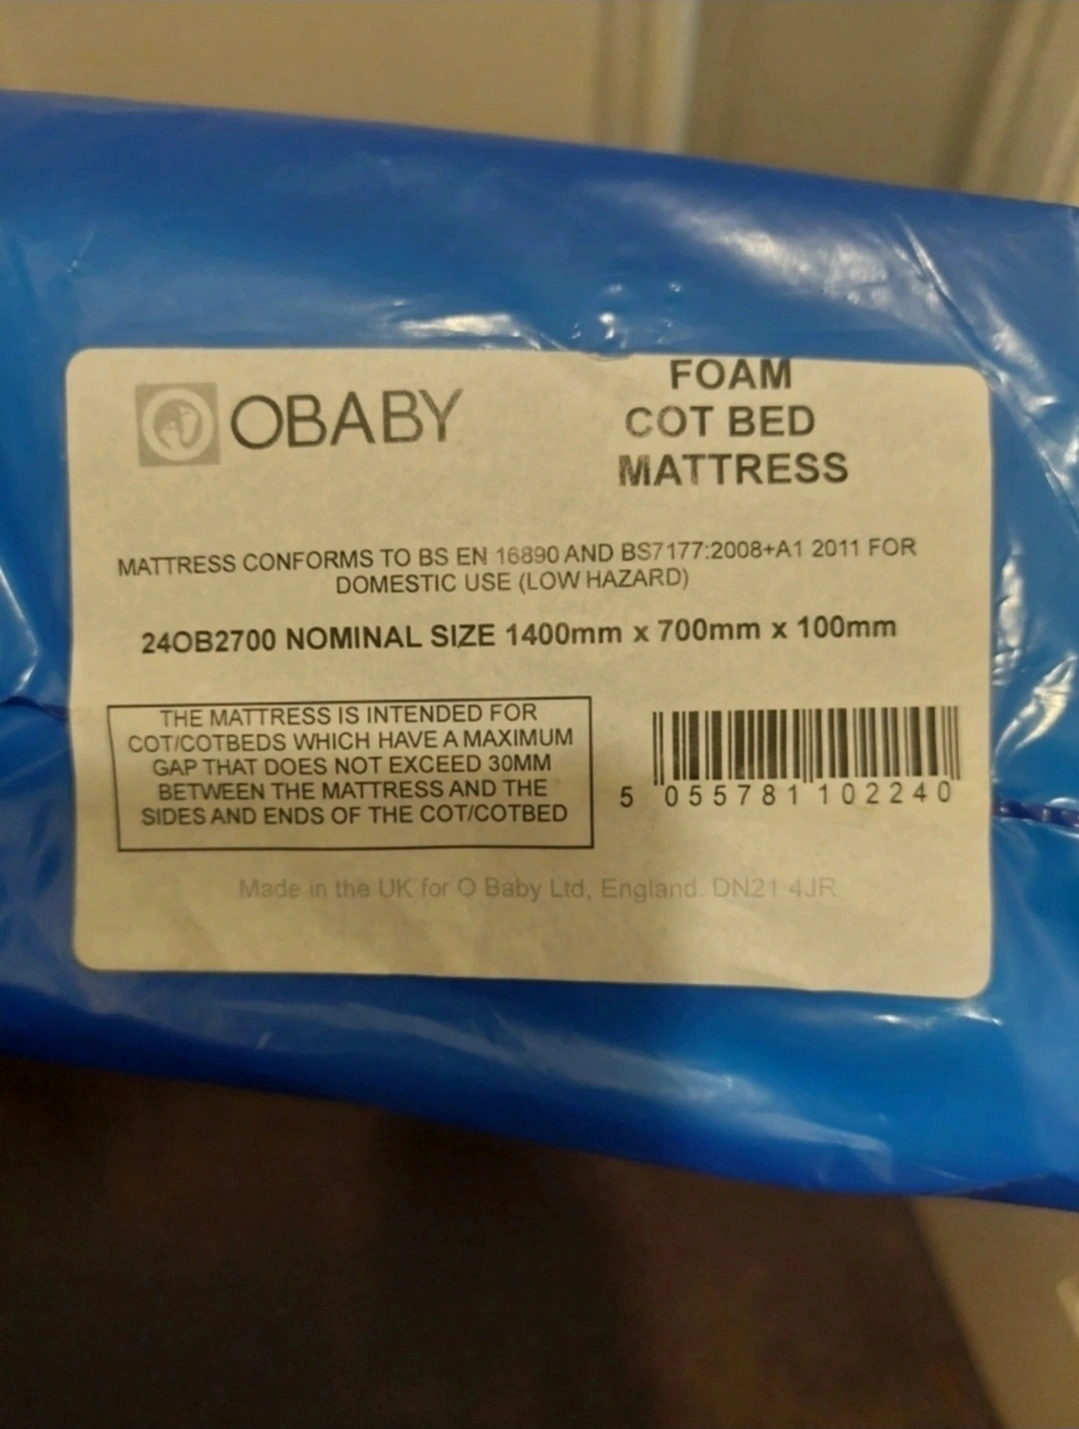 OBABY
FOAM
COT BED
MATTRESS
MATTRESS CONFORMS TO BS EN 16890 AND BS7177:2008+A1 2011 FOR
DOMESTIC USE (LOW HAZARD)
24OB2700 NOMINAL SIZE 1400mm x 700mm x 100mm
THE MATTRESS IS INTENDED FOR
COT/COTBEDS WHICH HAVE A MAXIMUM
GAP THAT DOES NOT EXCEED 30MM
BETWEEN THE MATTRESS AND THE
SIDES AND ENDS OF THE COT/COTBED
5 055781 102240
Made in the UK for O Baby Ltd, England. DN21 4JR